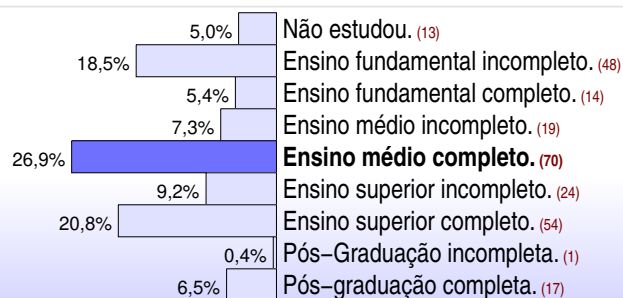 5,0% Não estudou. (13)
18,5% Ensino fundamental incompleto. (48)
5,4% Ensino fundamental completo. (14)
7,3% Ensino médio incompleto. (19)
26,9% Ensino médio completo. (70)
9,2% Ensino superior incompleto. (24)
20,8% Ensino superior completo. (54)
0,4% Pós−Graduação incompleta. (1)
6,5% Pós−graduação completa. (17)